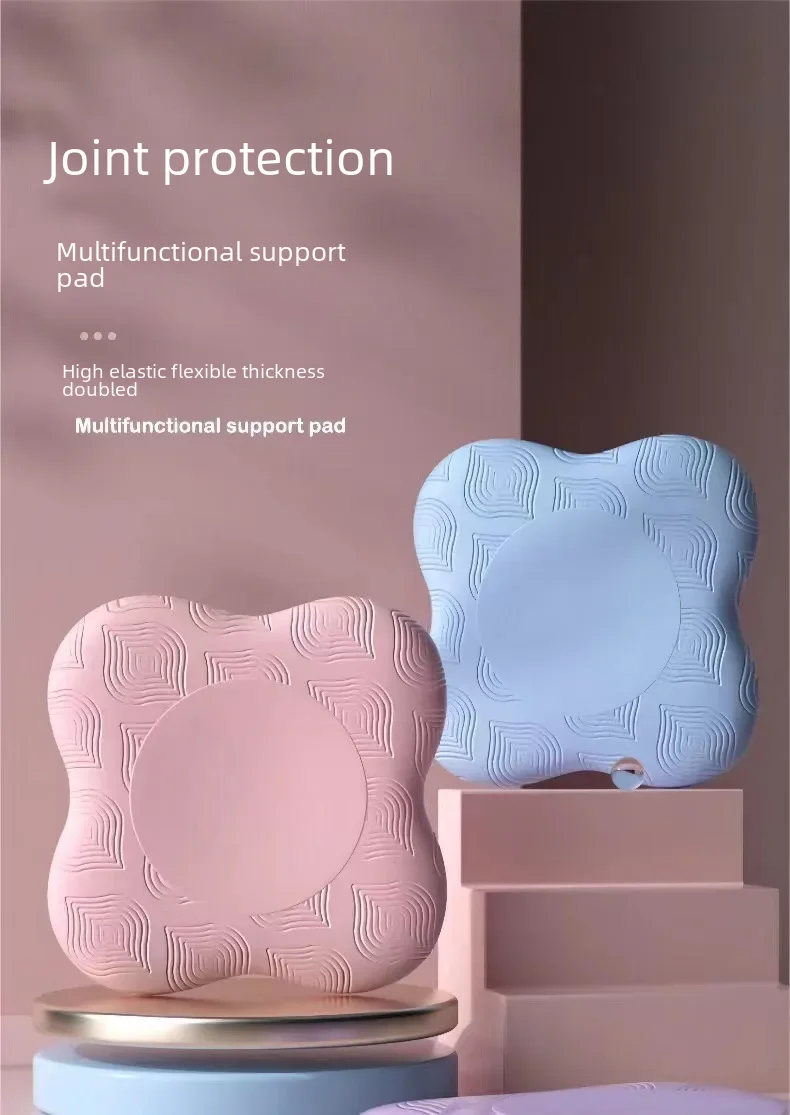 Joint protection
Multifunctional support
pad
High elastic flexible thickness
doubled
Multifunctional support pad